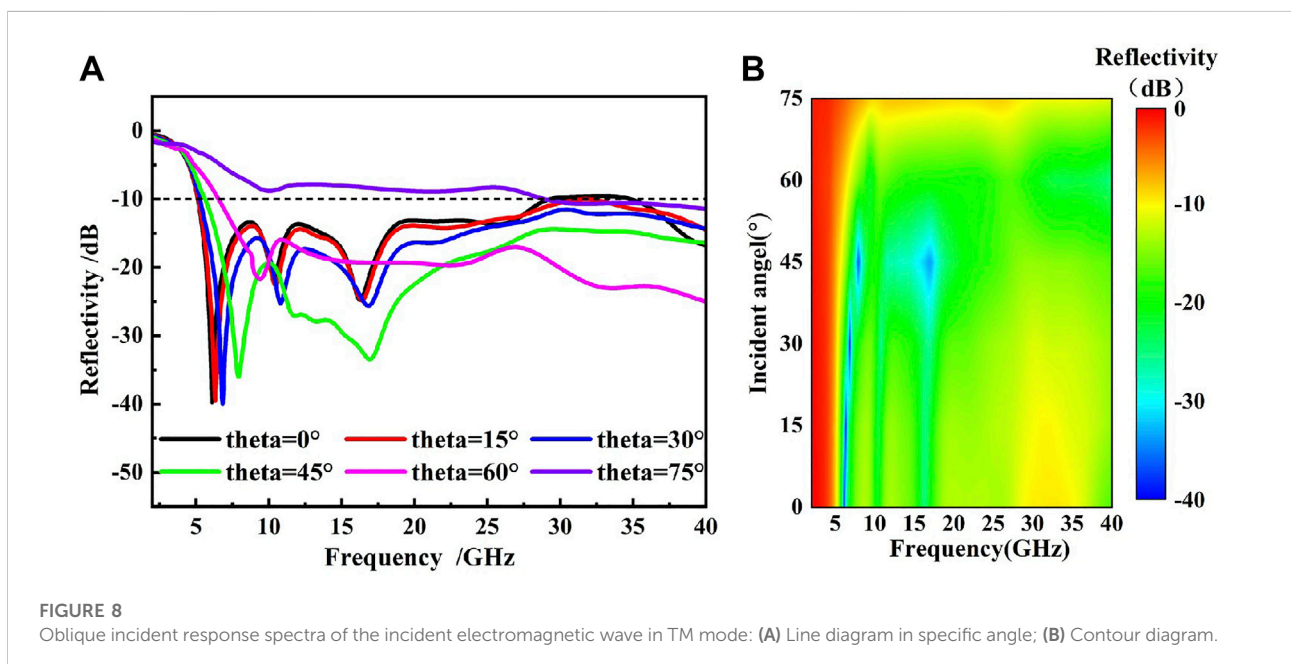 A
Reflectivity /dB
0
-10
-20
-30
-40
-50
theta=0° theta=15° theta=30°
theta=45° theta=60° theta=75°
5 10 15 20 25 30 35 40
Frequency /GHz
B
Reflectivity
(dB)
Incident angel(°)
75
60
45
30
15
0
5 10 15 20 25 30 35 40
Frequency(GHz)
0
-10
-20
-30
-40
FIGURE 8
Oblique incident response spectra of the incident electromagnetic wave in TM mode: (A) Line diagram in specific angle; (B) Contour diagram.